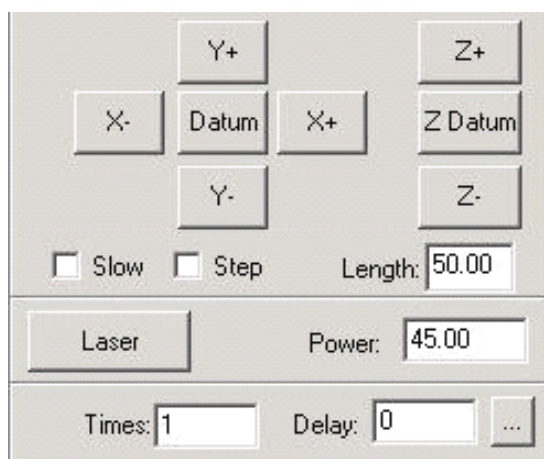 Y+ Z+
X- Datum X+ Z Datum
Y- Z-
Slow Step Length: 50.00
Laser Power: 45.00
Times: 1 Delay: 0 ...